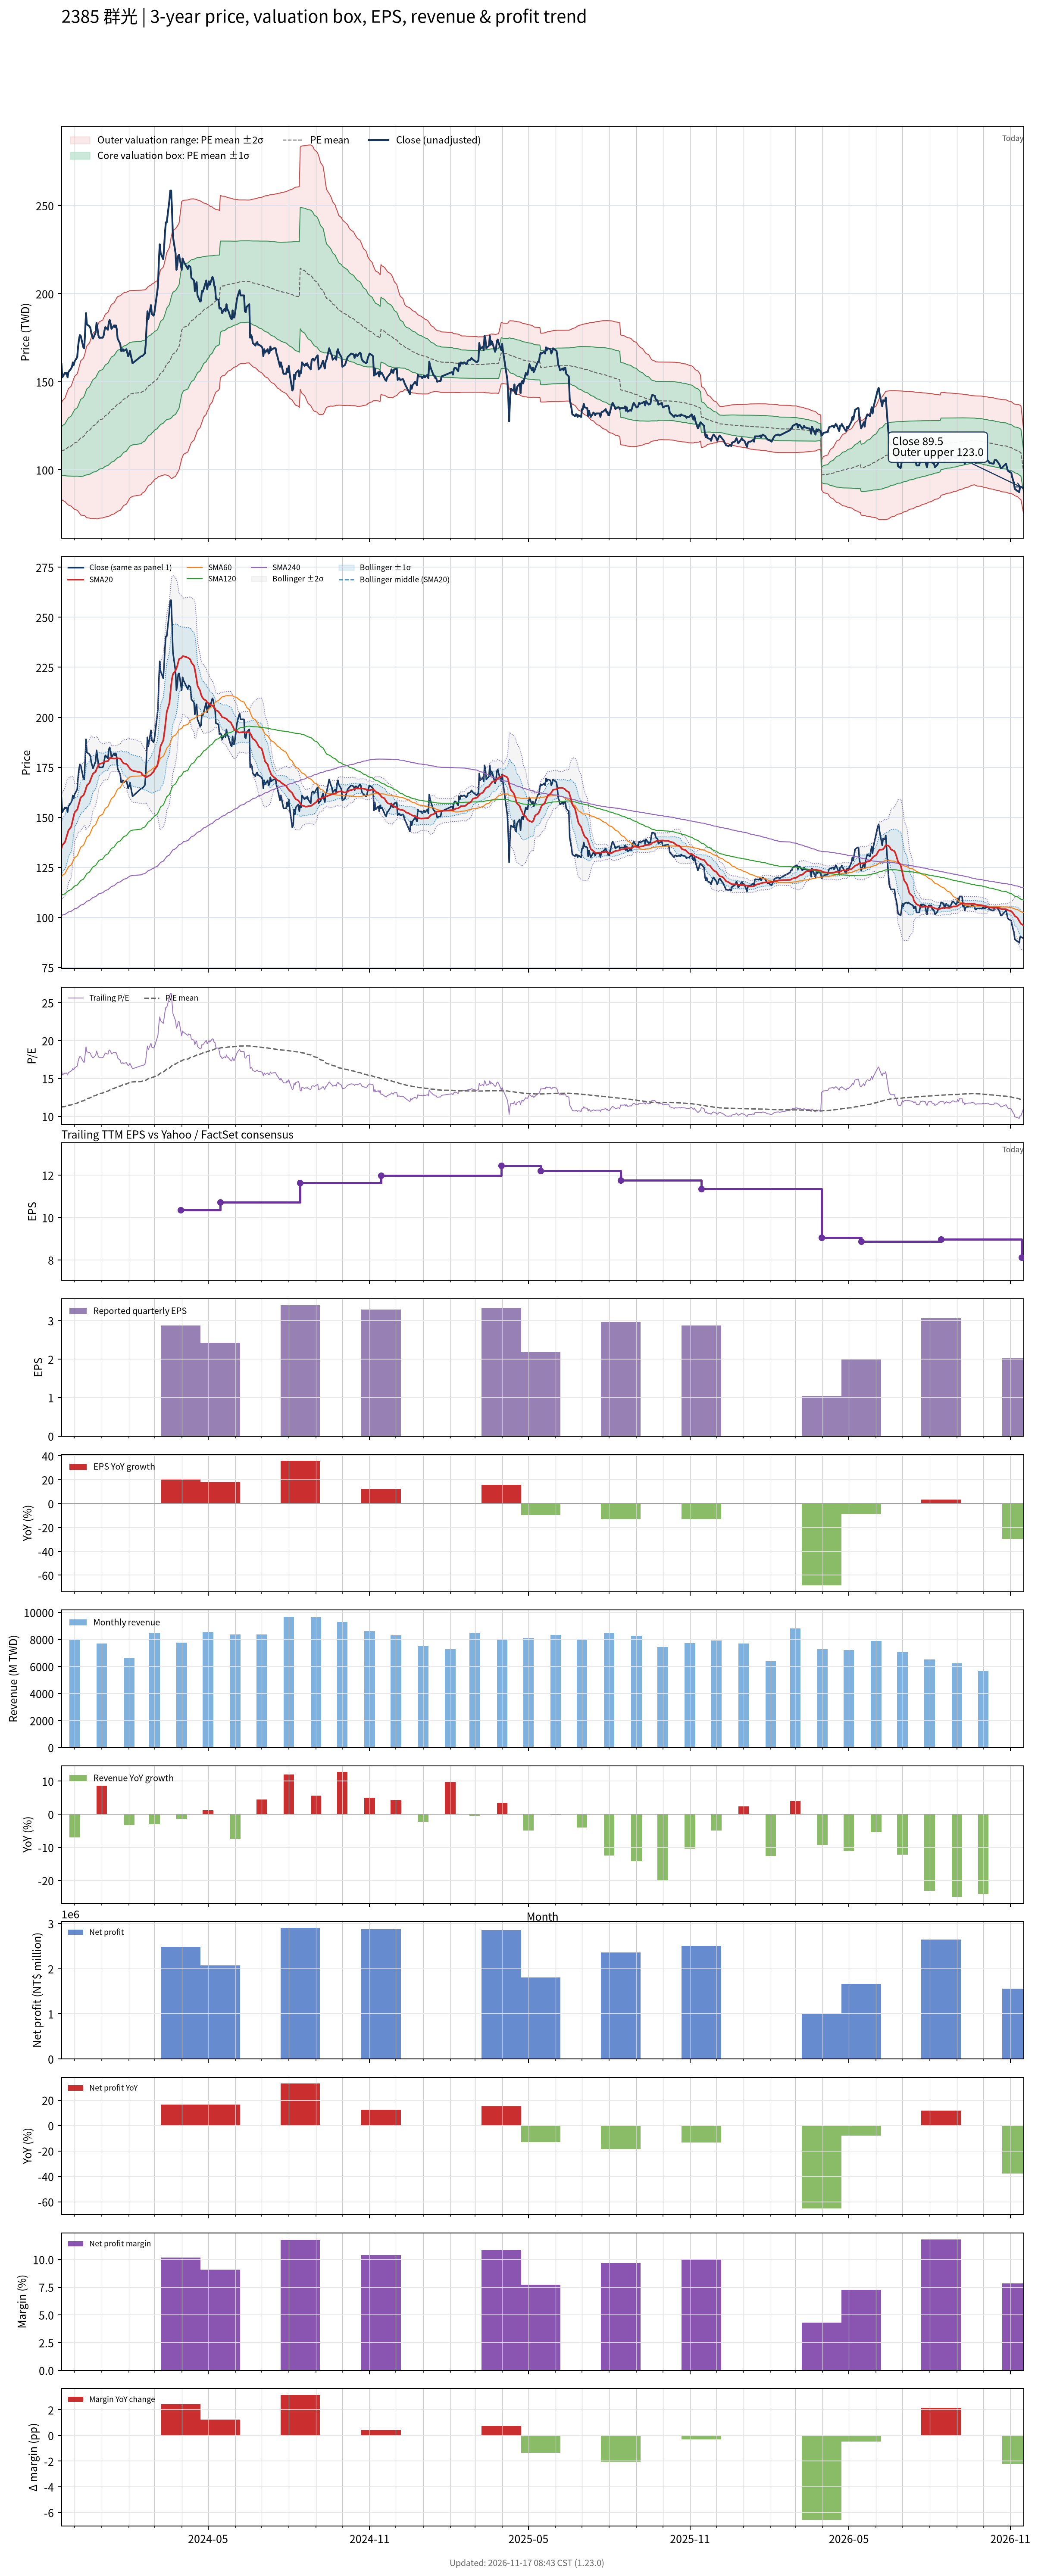 2385 群光 | 3-year price, valuation box, EPS, revenue & profit trend
Outer valuation range: PE mean ±2σ
PE mean
Close (unadjusted)
Core valuation box: PE mean ±1σ
Today
Price (TWD)
250
200
150
100
Close 89.5
Outer upper 123.0
Close (same as panel 1)
SMA60
SMA240
Bollinger ±1σ
SMA20
SMA120
Bollinger ±2σ
Bollinger middle (SMA20)
Price
275
250
225
200
175
150
125
100
75
Trailing P/E
P/E mean
P/E
25
20
15
10
Trailing TTM EPS vs Yahoo / FactSet consensus
Today
EPS
12
10
8
Reported quarterly EPS
EPS
3
2
1
0
EPS YoY growth
YoY (%)
40
20
0
-20
-40
-60
Monthly revenue
Revenue (M TWD)
10000
8000
6000
4000
2000
0
Revenue YoY growth
YoY (%)
10
0
-10
-20
Month
1e6
Net profit
Net profit (NT$ million)
3
2
1
0
Net profit YoY
YoY (%)
20
0
-20
-40
-60
Net profit margin
Margin (%)
10.0
7.5
5.0
2.5
0.0
Margin YoY change
Δ margin (pp)
2
0
-2
-4
-6
2024-05
2024-11
2025-05
2025-11
2026-05
2026-11
Updated: 2026-11-17 08:43 CST (1.23.0)